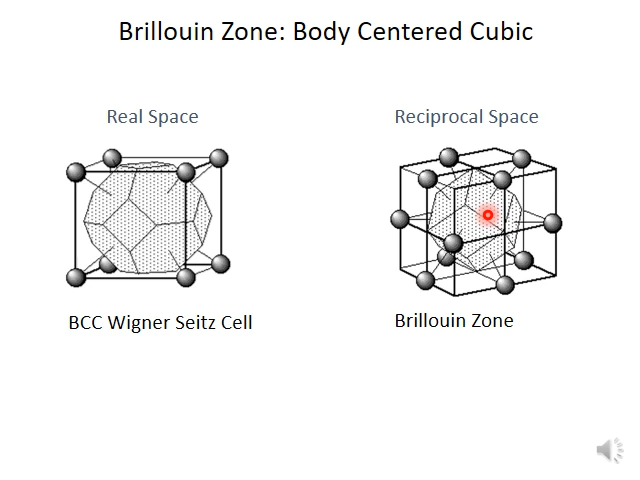 Brillouin Zone: Body Centered Cubic
Real Space
Reciprocal Space
BCC Wigner Seitz Cell
Brillouin Zone